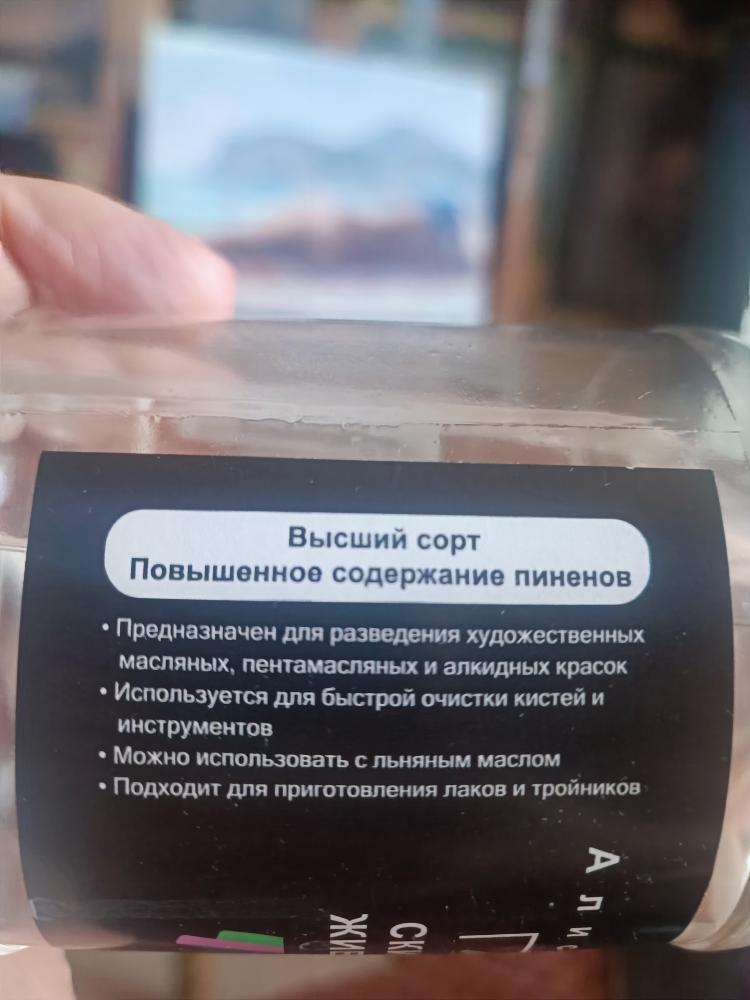 Высший сорт
Повышенное содержание пиненов
• Предназначен для разведения художественных
масляных, пентамасляных и алкидных красок
• Используется для быстрой очистки кистей и
инструментов
• Можно использовать с льняным маслом
• Подходит для приготовления лаков и тройников